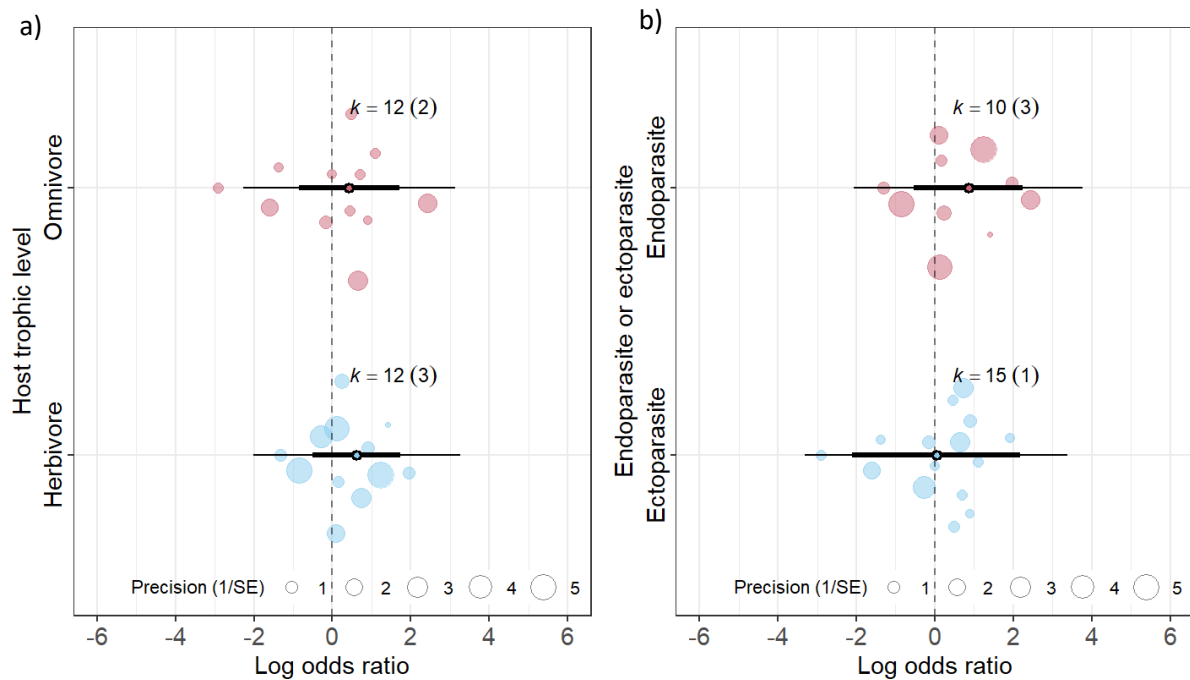 a)
Host trophic level
Omnivore
Herbivore
k = 12 (2)
k = 12 (3)
Precision (1/SE) 1 2 3 4 5
-6 -4 -2 0 2 4 6
Log odds ratio
b)
Endoparasite or ectoparasite
Endoparasite
Ectoparasite
k = 10 (3)
k = 15 (1)
Precision (1/SE) 1 2 3 4 5
-6 -4 -2 0 2 4 6
Log odds ratio